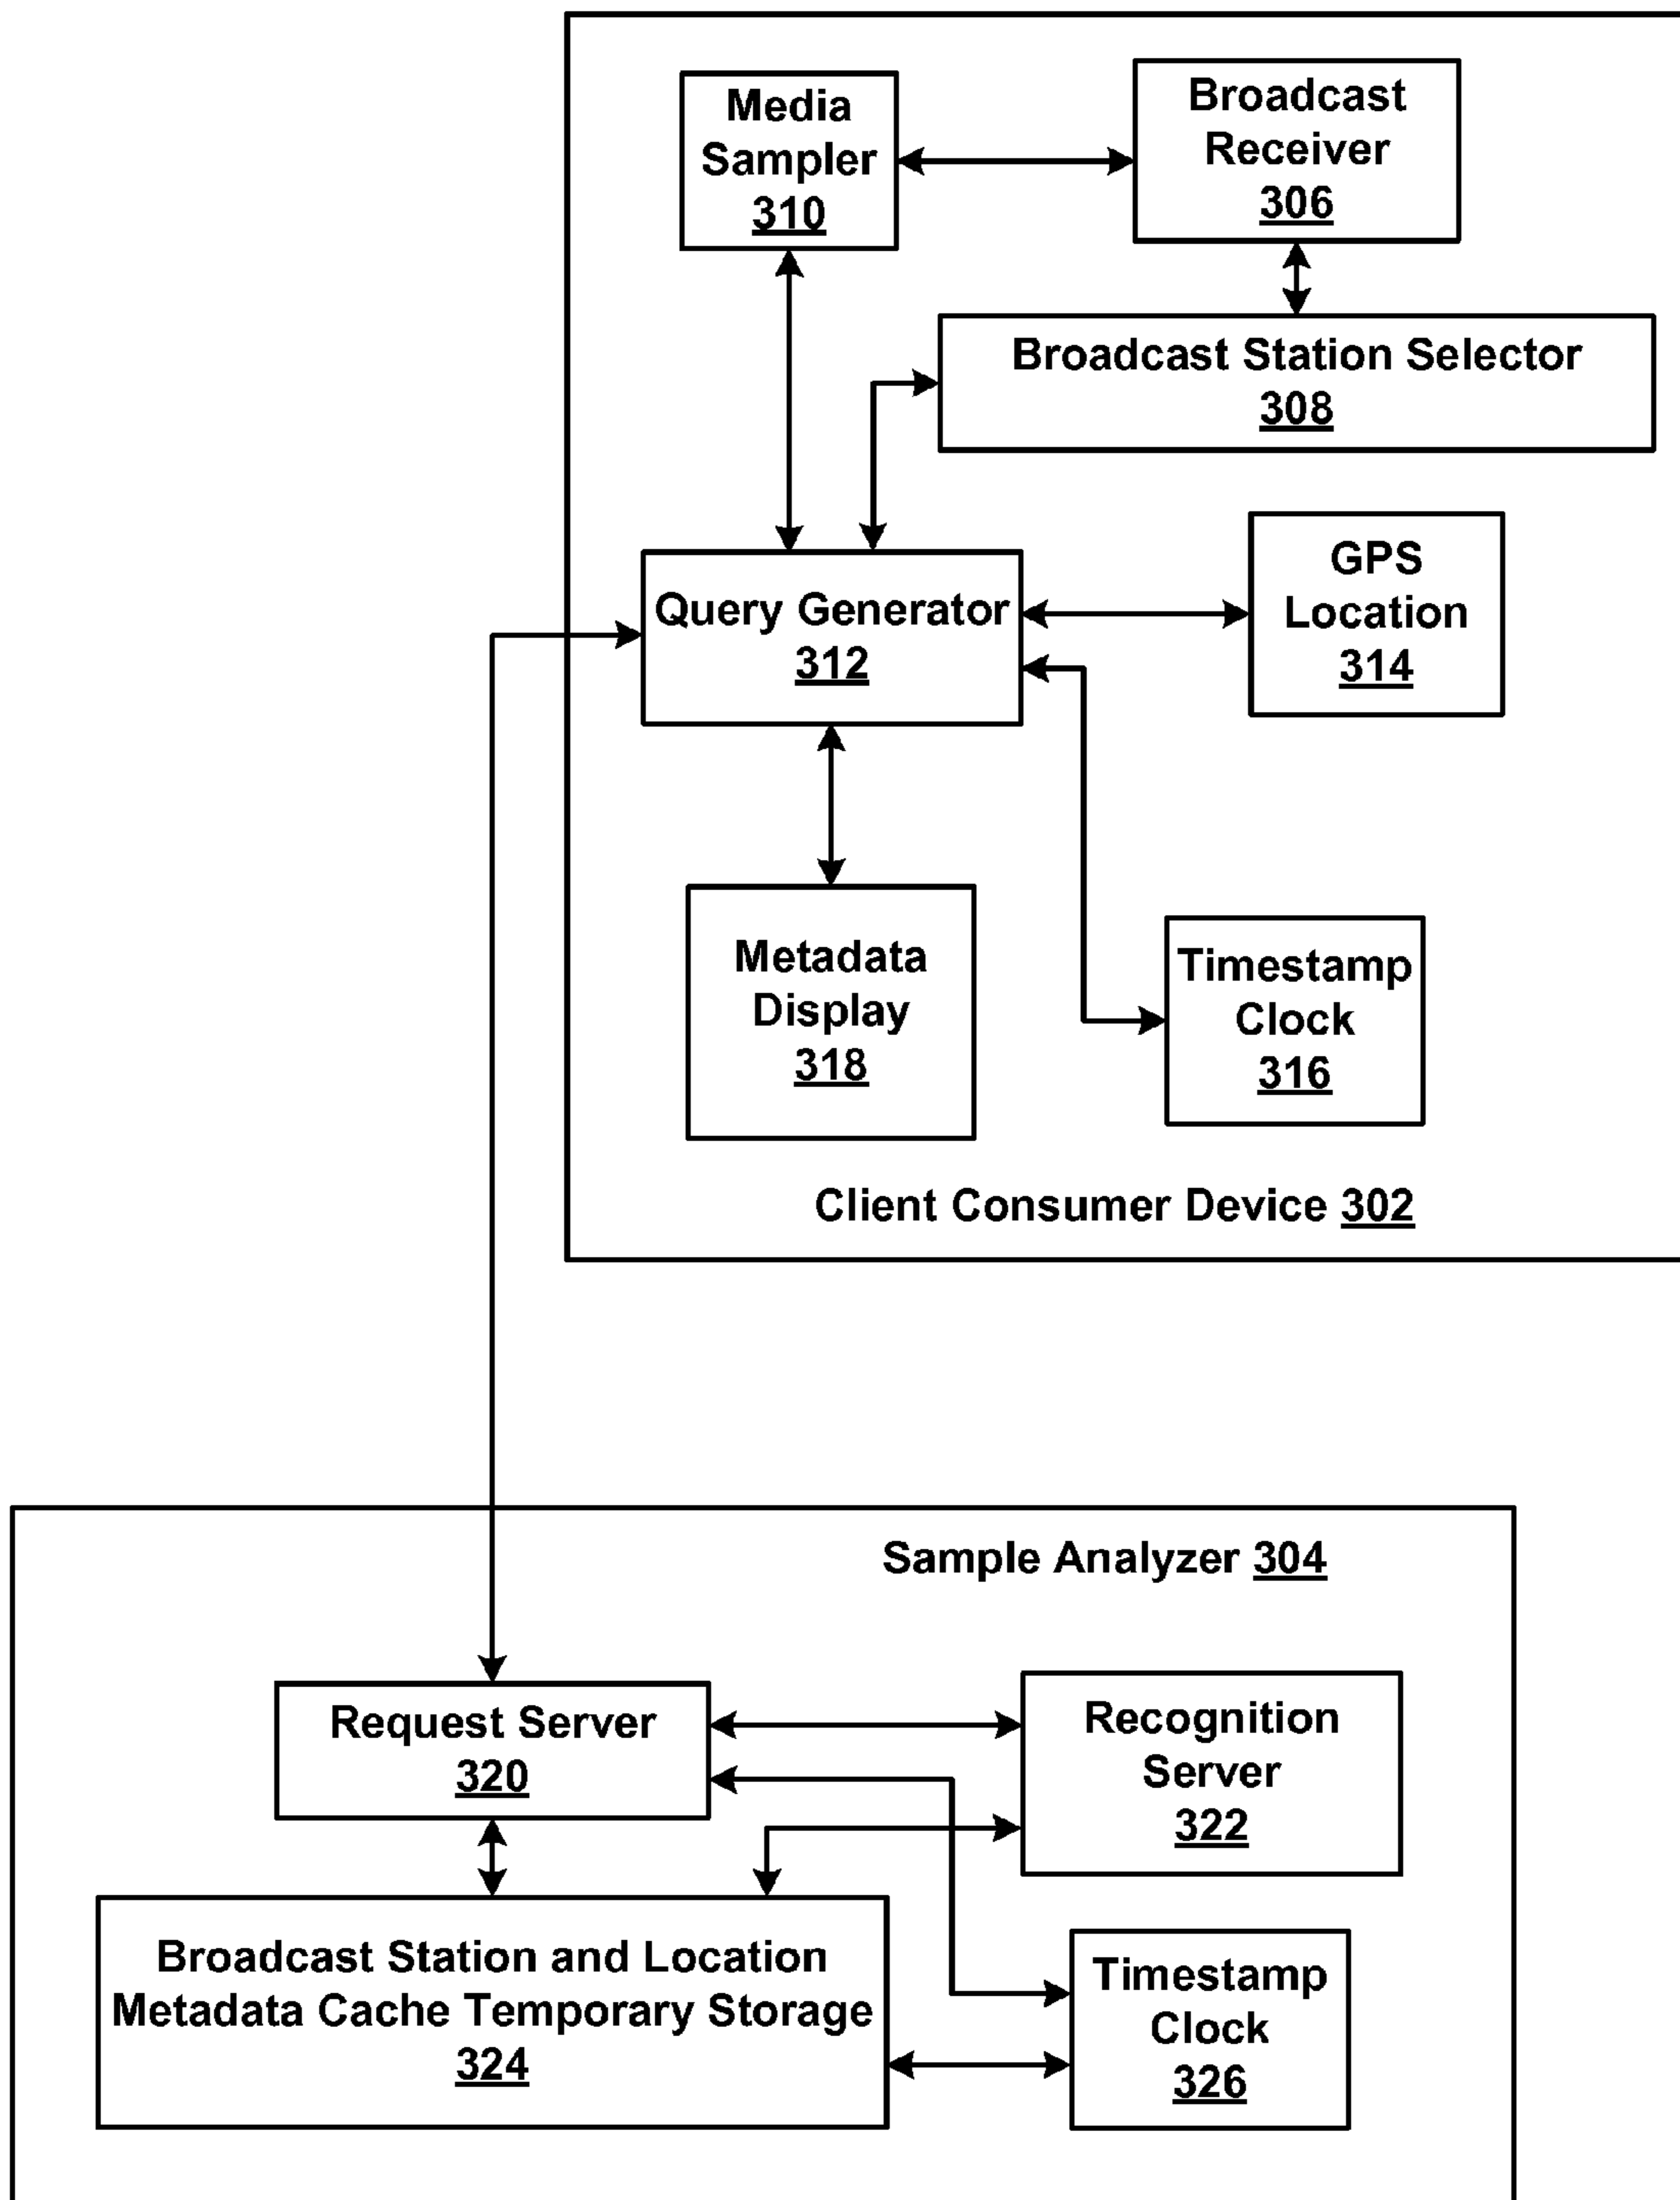 Media
Sampler
310
Broadcast
Receiver
306
Broadcast Station Selector
308
Query Generator
312
GPS
Location
314
Metadata
Display
318
Timestamp
Clock
316
Client Consumer Device 302
Sample Analyzer 304
Request Server
320
Recognition
Server
322
Broadcast Station and Location
Metadata Cache Temporary Storage
324
Timestamp
Clock
326